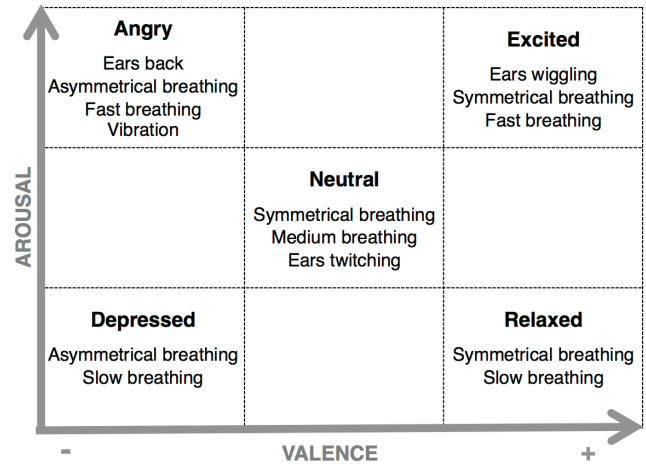 Angry
Ears back
Asymmetrical breathing
Fast breathing
Vibration
Excited
Ears wiggling
Symmetrical breathing
Fast breathing
Neutral
Symmetrical breathing
Medium breathing
Ears twitching
Depressed
Asymmetrical breathing
Slow breathing
Relaxed
Symmetrical breathing
Slow breathing
AROUSAL
-
VALENCE
+